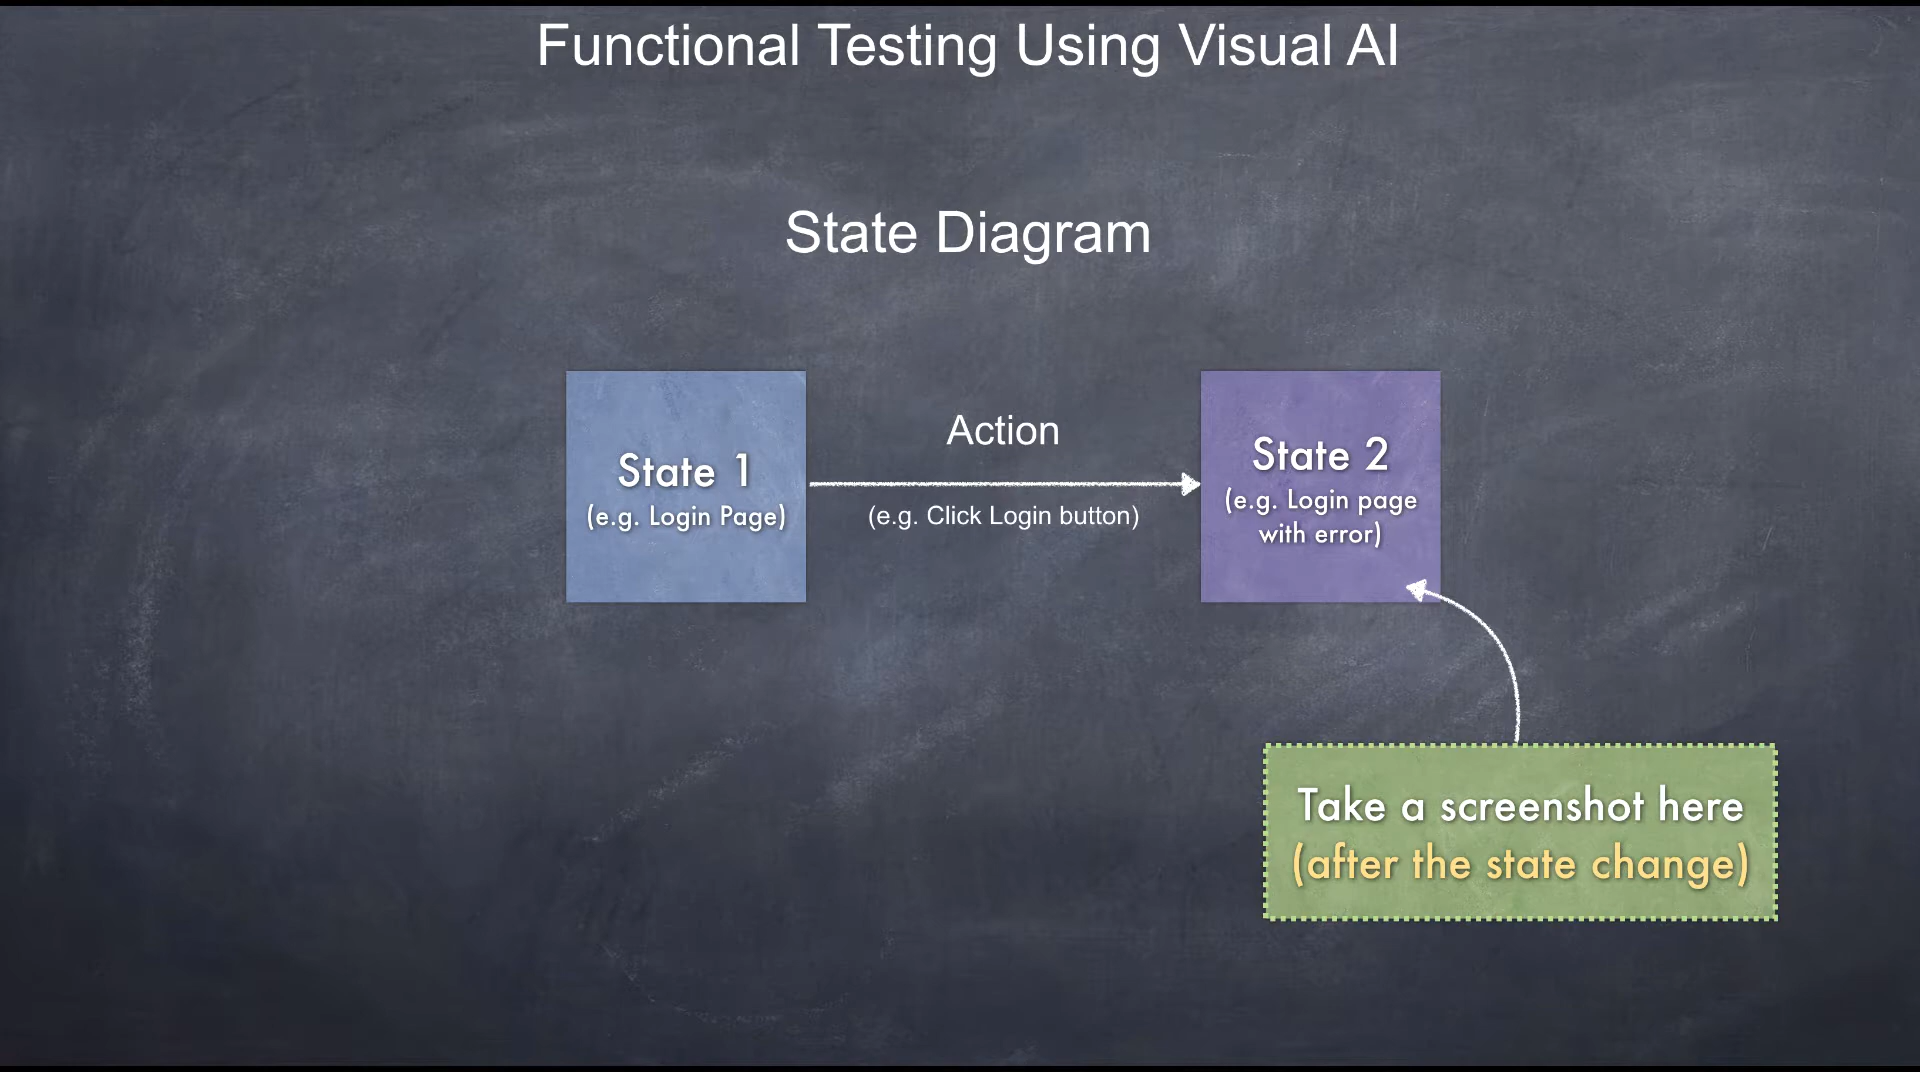 Functional Testing Using Visual AI
State Diagram
State 1
(e.g. Login Page)
Action
(e.g. Click Login button)
State 2
(e.g. Login page
with error)
Take a screenshot here
(after the state change)